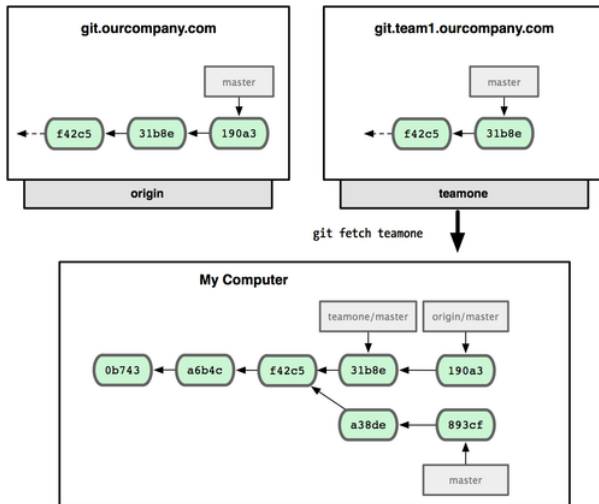 git.ourcompany.com
master
f42c5 31b8e 190a3
origin
git.team1.ourcompany.com
master
f42c5 31b8e
teamone
git fetch teamone
My Computer
teamone/master origin/master
0b743 a6b4c f42c5 31b8e 190a3
a38de 893cf
master